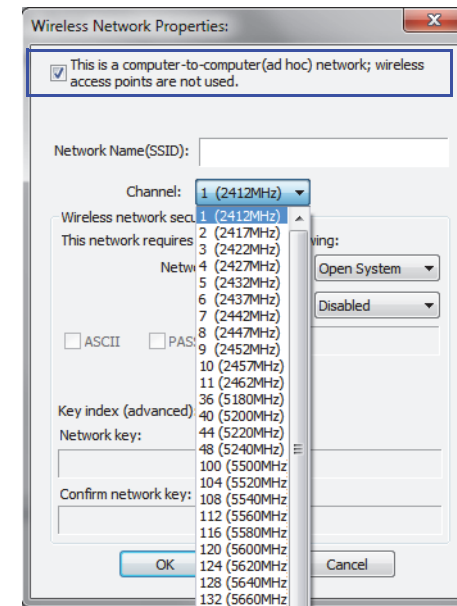 Wireless Network Properties:
This is a computer-to-computer(ad hoc) network; wireless
access points are not used.
Network Name(SSID):
Channel: 1 (2412MHz)
Wireless network secu
This network requires
wing:
Netw
Open System
Disabled
ASCII
PAS
Key index (advanced):
Network key:
Confirm network key:
1 (2412MHz)
2 (2417MHz)
3 (2422MHz)
4 (2427MHz)
5 (2432MHz)
6 (2437MHz)
7 (2442MHz)
8 (2447MHz)
9 (2452MHz)
10 (2457MHz)
11 (2462MHz)
36 (5180MHz)
40 (5200MHz)
44 (5220MHz)
48 (5240MHz)
100 (5500MHz
104 (5520MHz
108 (5540MHz
112 (5560MHz
116 (5580MHz
120 (5600MHz
124 (5620MHz
128 (5640MHz
132 (5660MHz
OK
Cancel